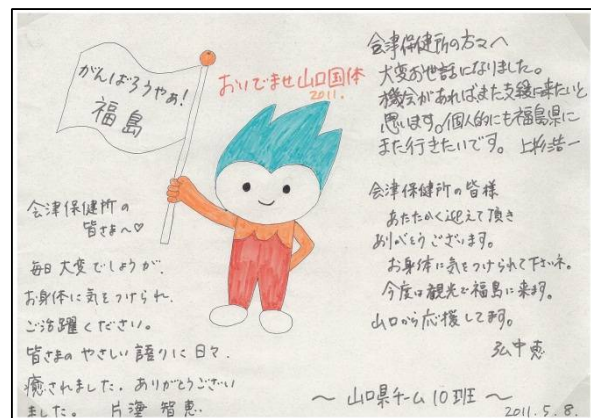 がんばろうやぁ!
福島
おいでませ山口国体
2011.
会津保健所の
皆さまへ♡
毎日大変でしょうが、
お身体に気をつけられ、
ご活躍ください。
皆さまのやさしい語りに日々、
癒されました。ありがとうござい
ました。 片澤 智恵
会津保健所の方々へ
大変お世話になりました。
機会があればまた支援に来たいと
思います。個人的にも福島県に
また行きたいです。 上杉浩一
会津保健所の皆様
あたたかく迎えて頂き
ありがとうございます。
お身体に気をつけられて下さいネ。
今度は観光で福島に来ます。
山口から応援してます。
弘中 恵
～ 山口県チーム10班 ～
2011.5.8.